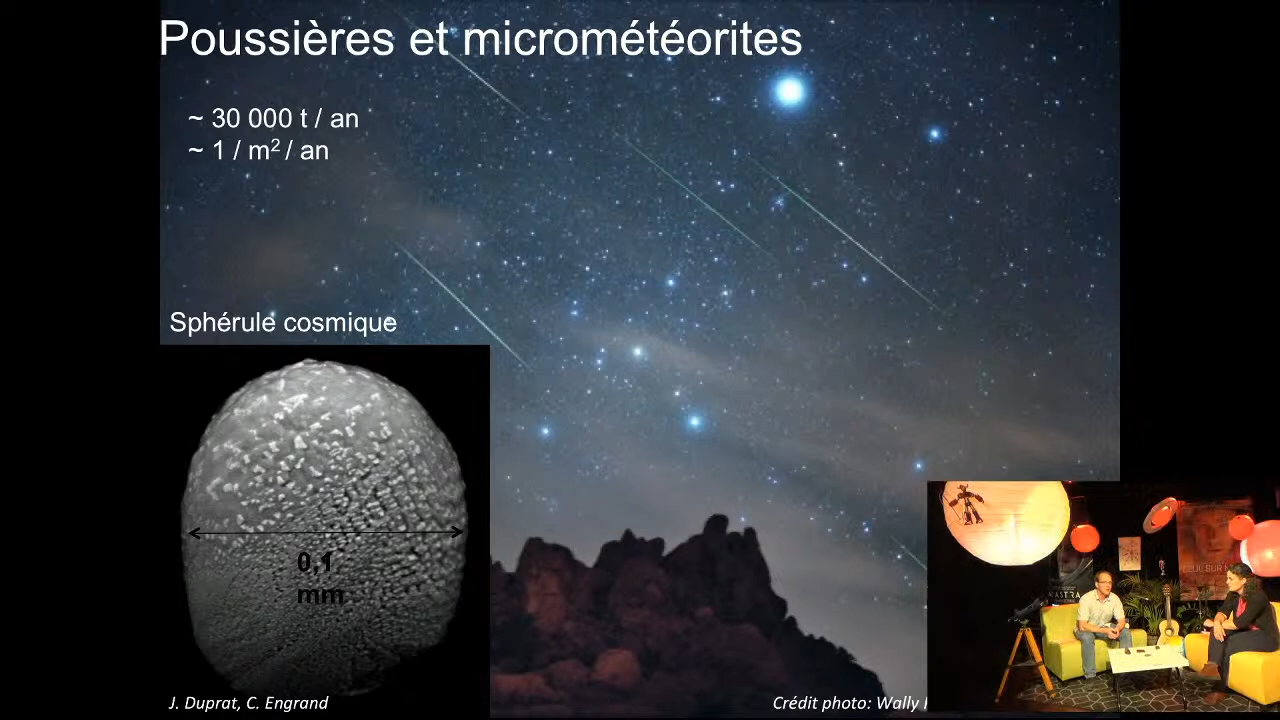 Poussières et micrométéorites
~ 30 000 t / an
~ 1 / m² / an
Sphérule cosmique
0,1
mm
J. Duprat, C. Engrand
Crédit photo: Wally